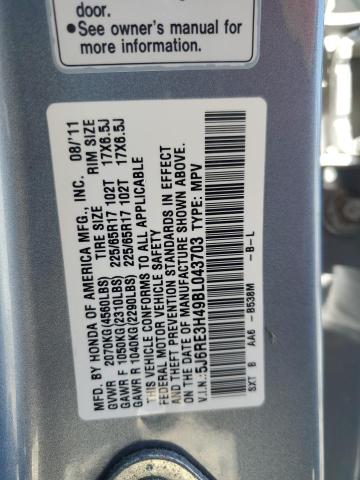 door.
•See owner's manual for
more information.
MFD. BY HONDA OF AMERICA MFG., INC. 08/'11
TIRE SIZE RIM SIZE
GVWR 2070KG(4560LBS)
GAWR F 1050KG(2310LBS) 225/65R17 102T 17X6.5J
GAWR R 1040KG(2290LBS) 225/65R17 102T 17X6.5J
THIS VEHICLE CONFORMS TO ALL APPLICABLE
FEDERAL MOTOR VEHICLE SAFETY
AND THEFT PREVENTION STANDARDS IN EFFECT
ON THE DATE OF MANUFACTURE SHOWN ABOVE.
V.I.N.:5J6RE3H49BL043703 TYPE: MPV
SXT B AA6 - B53BM - B - L